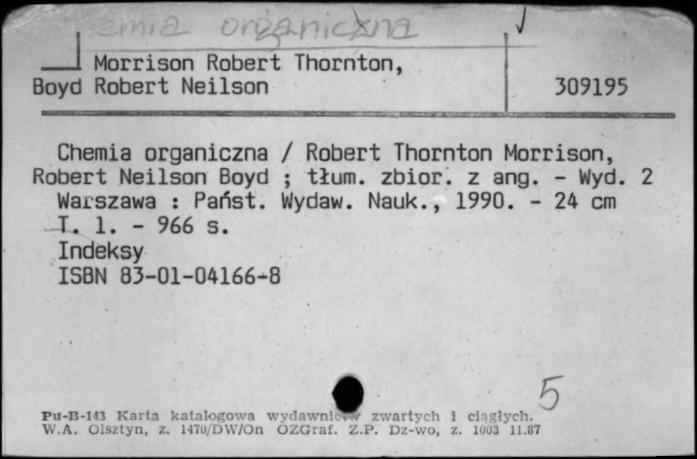 emia organiczna
Morrison Robert Thornton,
Boyd Robert Neilson 309195
Chemia organiczna / Robert Thornton Morrison,
Robert Neilson Boyd ; tłum. zbior. z ang. - Wyd. 2
Warszawa : Państ. Wydaw. Nauk., 1990. - 24 cm
T. 1. - 966 s.
Indeksy
ISBN 83-01-04166-8
5
Pu-B-143 Karta katalogowa wydawnictw zwartych i ciągłych.
W.A. Olsztyn, z. 1470/DW/On OZGraf. Z.P. Dz-wo, z. 1003 11.87